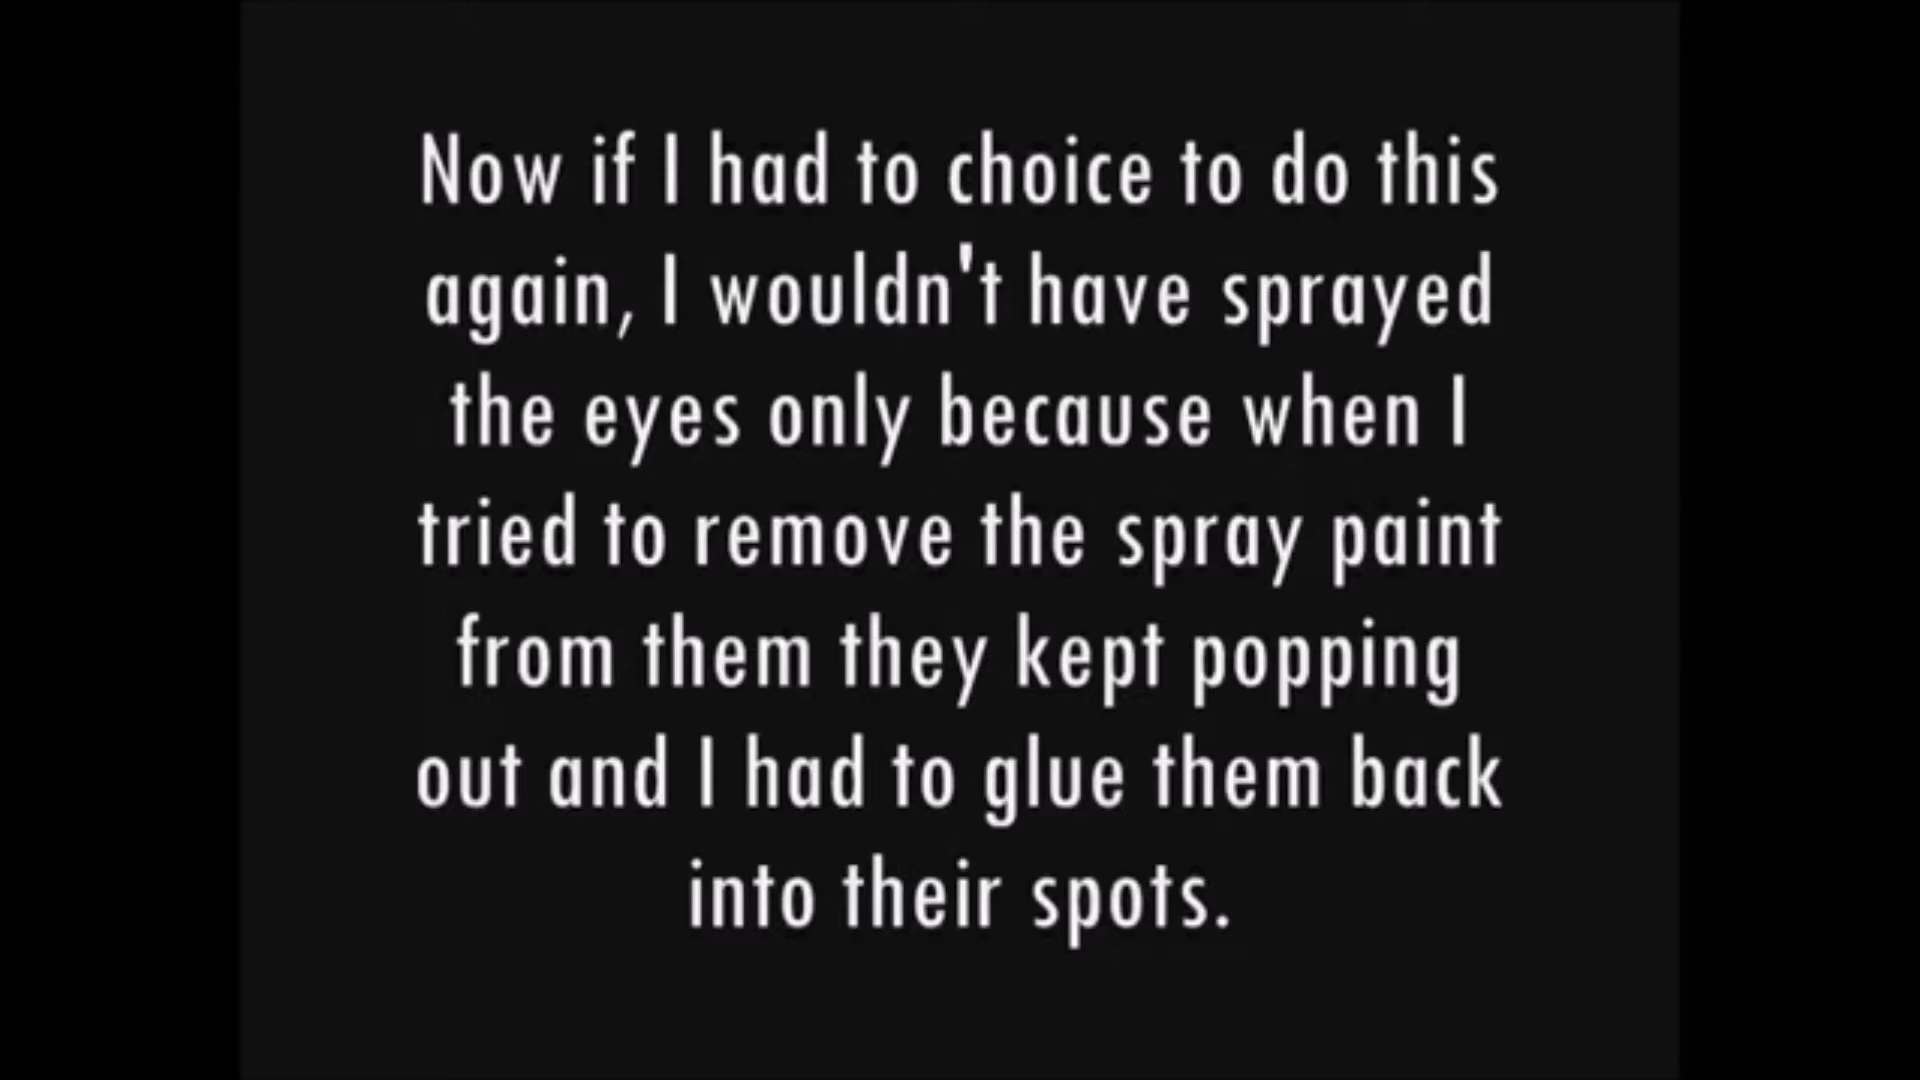 Now if I had to choice to do this
again, I wouldn't have sprayed
the eyes only because when I
tried to remove the spray paint
from them they kept popping
out and I had to glue them back
into their spots.